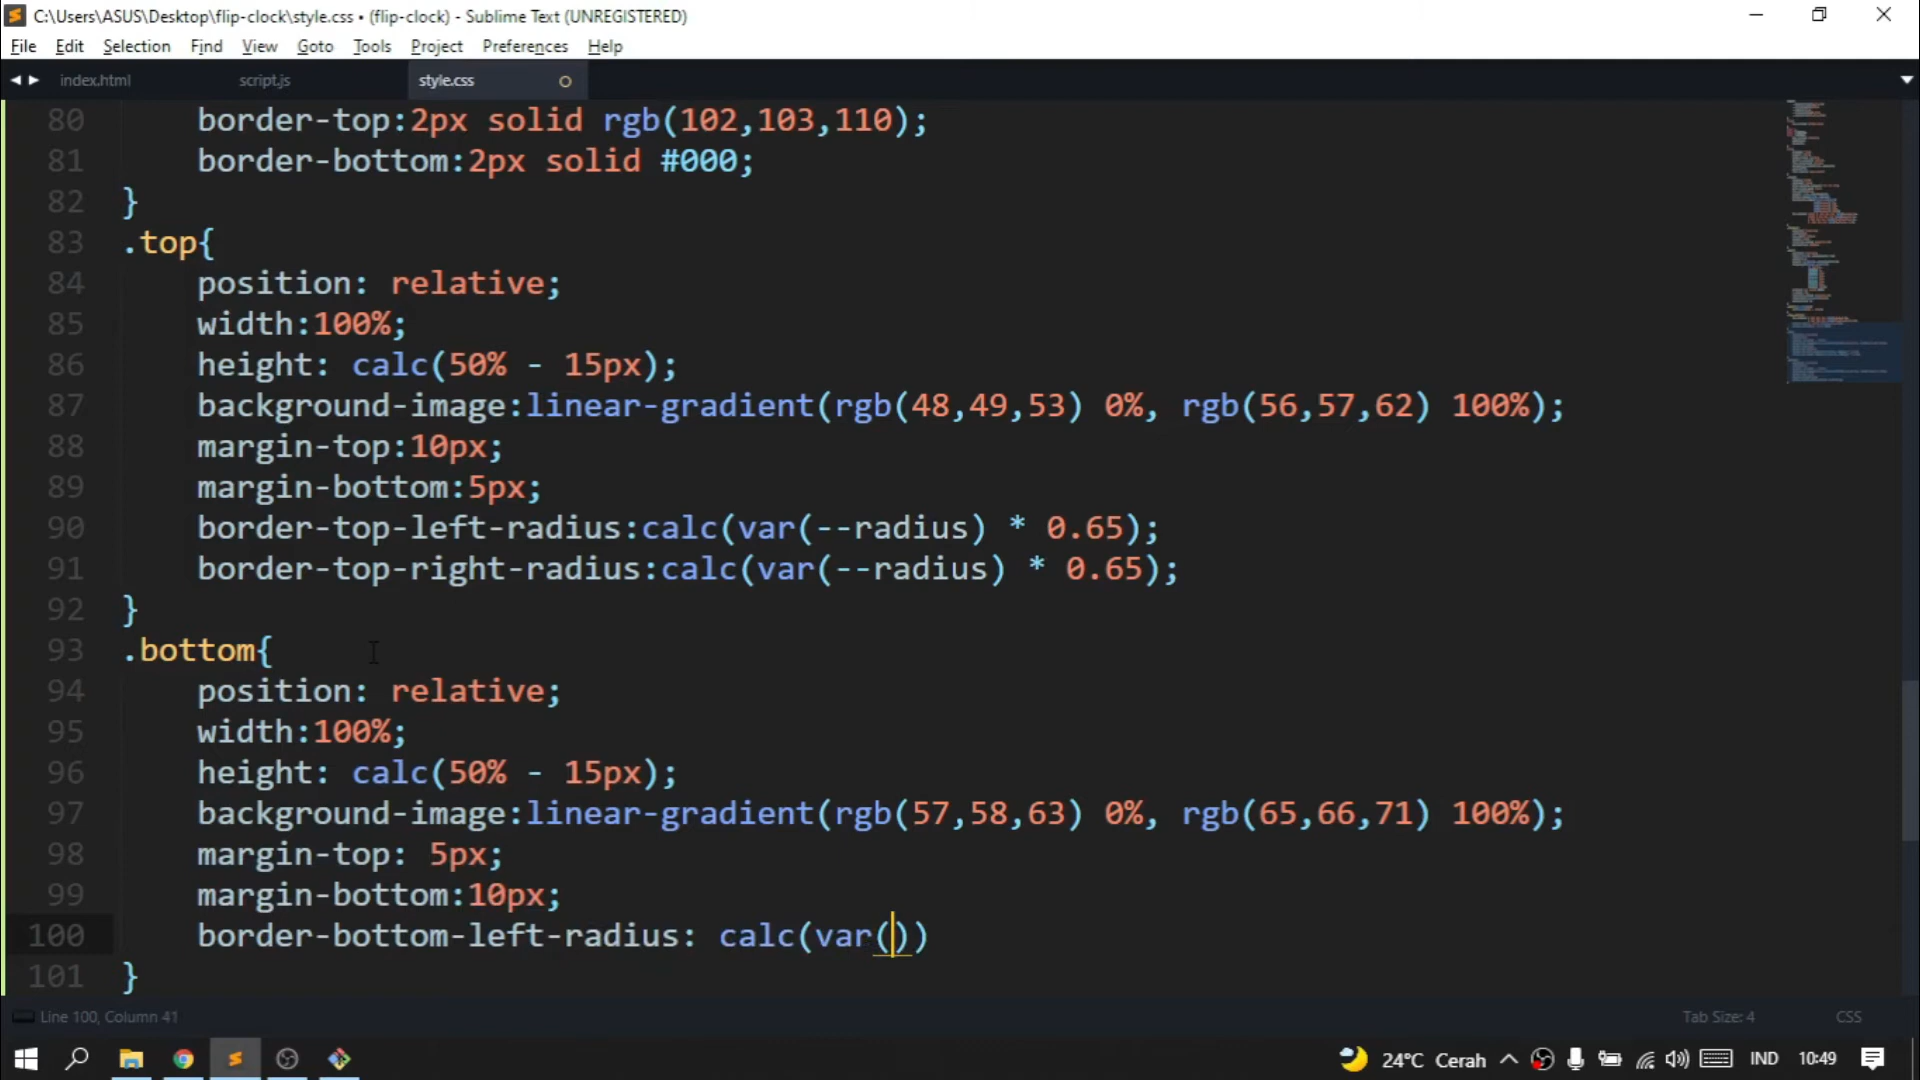 C:\Users\ASUS\Desktop\flip-clock\style.css • (flip-clock) - Sublime Text (UNREGISTERED)
File Edit Selection Find View Goto Tools Project Preferences Help
index.html script.js style.css
80 border-top:2px solid rgb(102,103,110);
81 border-bottom:2px solid #000;
82 }
83 .top{
84 position: relative;
85 width:100%;
86 height: calc(50% - 15px);
87 background-image:linear-gradient(rgb(48,49,53) 0%, rgb(56,57,62) 100%);
88 margin-top:10px;
89 margin-bottom:5px;
90 border-top-left-radius:calc(var(--radius) * 0.65);
91 border-top-right-radius:calc(var(--radius) * 0.65);
92 }
93 .bottom{
94 position: relative;
95 width:100%;
96 height: calc(50% - 15px);
97 background-image:linear-gradient(rgb(57,58,63) 0%, rgb(65,66,71) 100%);
98 margin-top: 5px;
99 margin-bottom:10px;
100 border-bottom-left-radius: calc(var())
101 }
Line 100, Column 41 Tab Size: 4 CSS
24°C Cerah IND 10:49